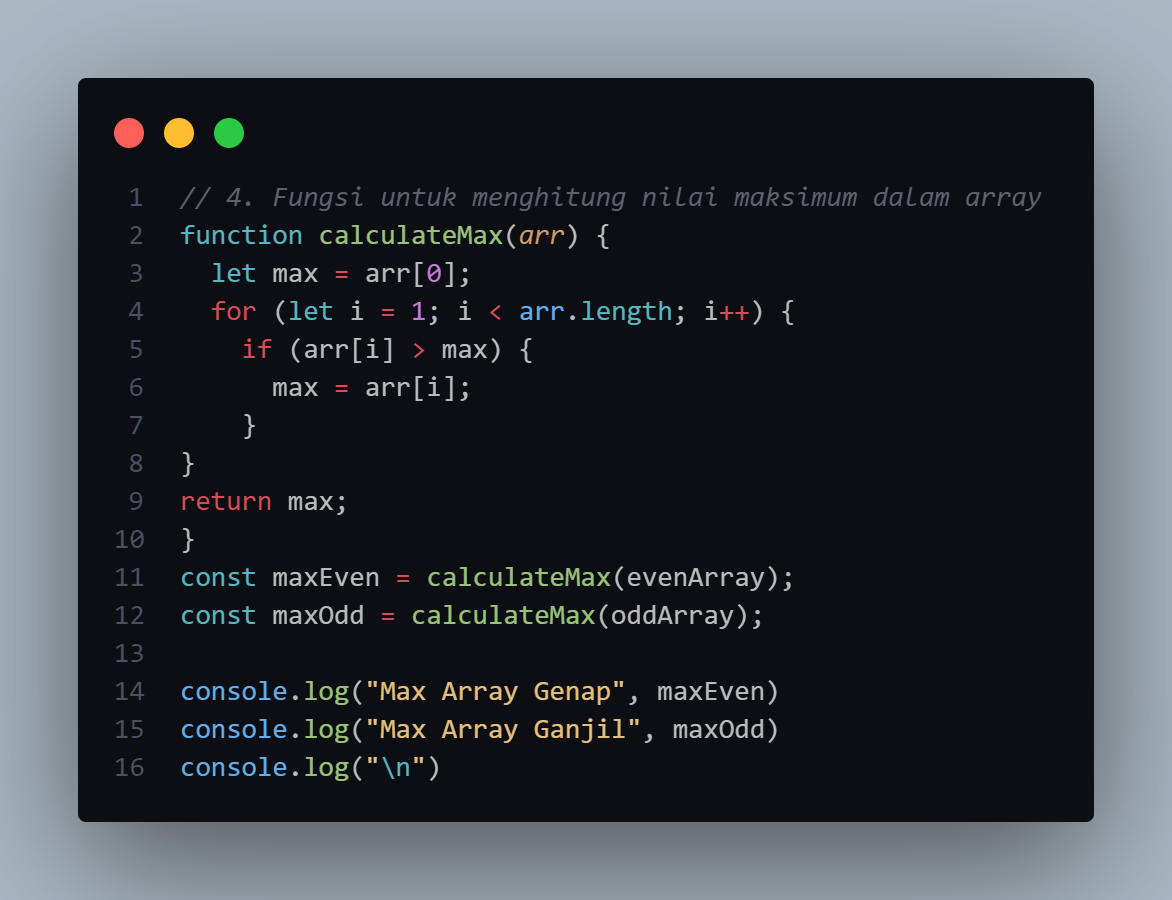 1 // 4. Fungsi untuk menghitung nilai maksimum dalam array
2 function calculateMax(arr) {
3   let max = arr[0];
4   for (let i = 1; i < arr.length; i++) {
5     if (arr[i] > max) {
6       max = arr[i];
7     }
8 }
9 return max;
10 }
11 const maxEven = calculateMax(evenArray);
12 const maxOdd = calculateMax(oddArray);
13
14 console.log("Max Array Genap", maxEven)
15 console.log("Max Array Ganjil", maxOdd)
16 console.log("\n")